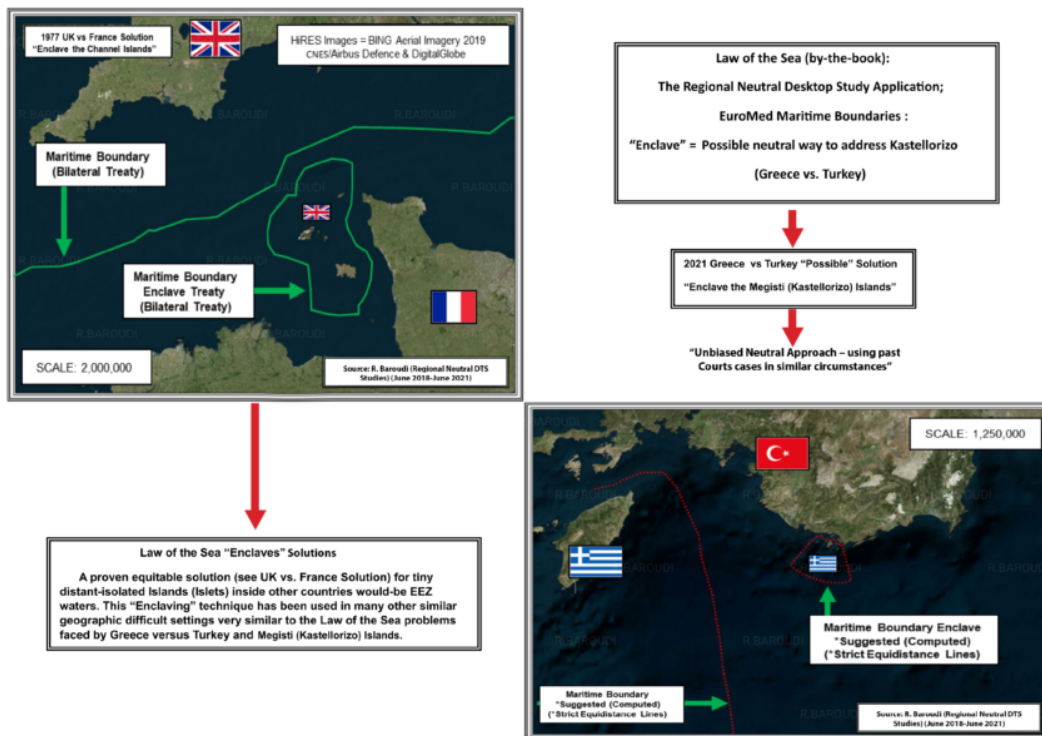 1977 UK vs France Solution
"Enclave the Channel Islands"
HiRES Images = BING Aerial Imagery 2019
CNES/Airbus Defence & DigitalGlobe
R.BAROUDI
R.BAROUDI
R.BAROUDI
Maritime Boundary
(Bilateral Treaty)
R.BAROUDI
R.BAROUDI
R.BAROUDI
Maritime Boundary
Enclave Treaty
(Bilateral Treaty)
SCALE: 2,000,000
Source: R. Baroudi (Regional Neutral DTS
Studies) (June 2018-June 2021)
Law of the Sea (by-the-book):
The Regional Neutral Desktop Study Application;
EuroMed Maritime Boundaries :
"Enclave" = Possible neutral way to address Kastellorizo
(Greece vs. Turkey)
2021 Greece vs Turkey "Possible" Solution
"Enclave the Megisti (Kastellorizo) Islands"
"Unbiased Neutral Approach – using past
Courts cases in similar circumstances"
Law of the Sea "Enclaves" Solutions
A proven equitable solution (see UK vs. France Solution) for tiny
distant-isolated Islands (Islets) inside other countries would-be EEZ
waters. This "Enclaving" technique has been used in many other similar
geographic difficult settings very similar to the Law of the Sea problems
faced by Greece versus Turkey and Megisti (Kastellorizo) Islands.
SCALE: 1,250,000
R.BAROUDI
R.BAROUDI
R.BAROUDI
Maritime Boundary Enclave
*Suggested (Computed)
(*Strict Equidistance Lines)
Maritime Boundary
*Suggested (Computed)
(*Strict Equidistance Lines)
Source: R. Baroudi (Regional Neutral DTS
Studies) (June 2018-June 2021)